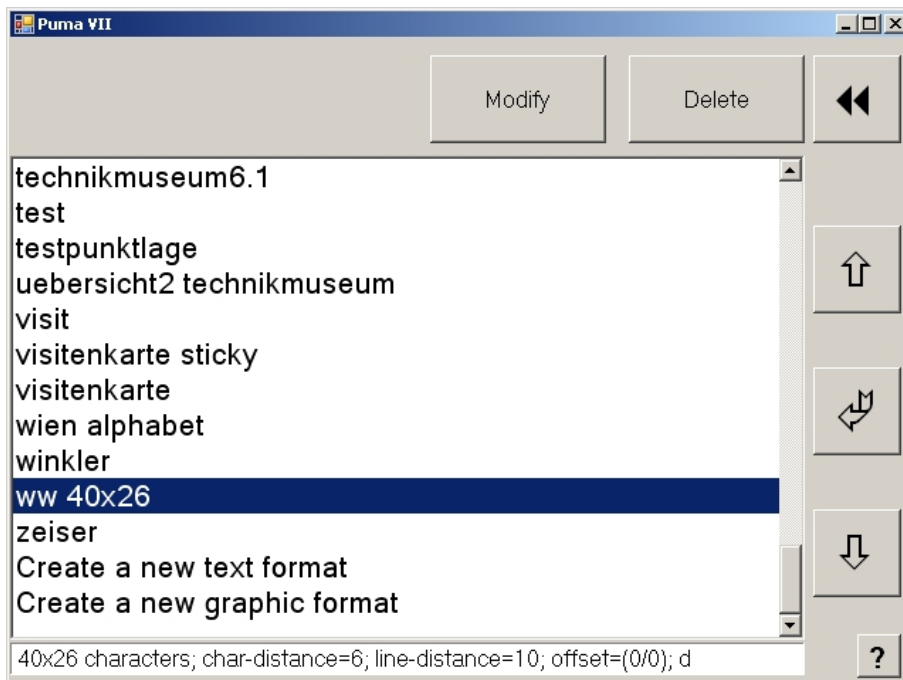 Puma VII
Modify Delete
technikmuseum6.1
test
testpunktlage
uebersicht2 technikmuseum
visit
visitenkarte sticky
visitenkarte
wien alphabet
winkler
ww 40x26
zeiser
Create a new text format
Create a new graphic format
40x26 characters; char-distance=6; line-distance=10; offset=(0/0); d
?